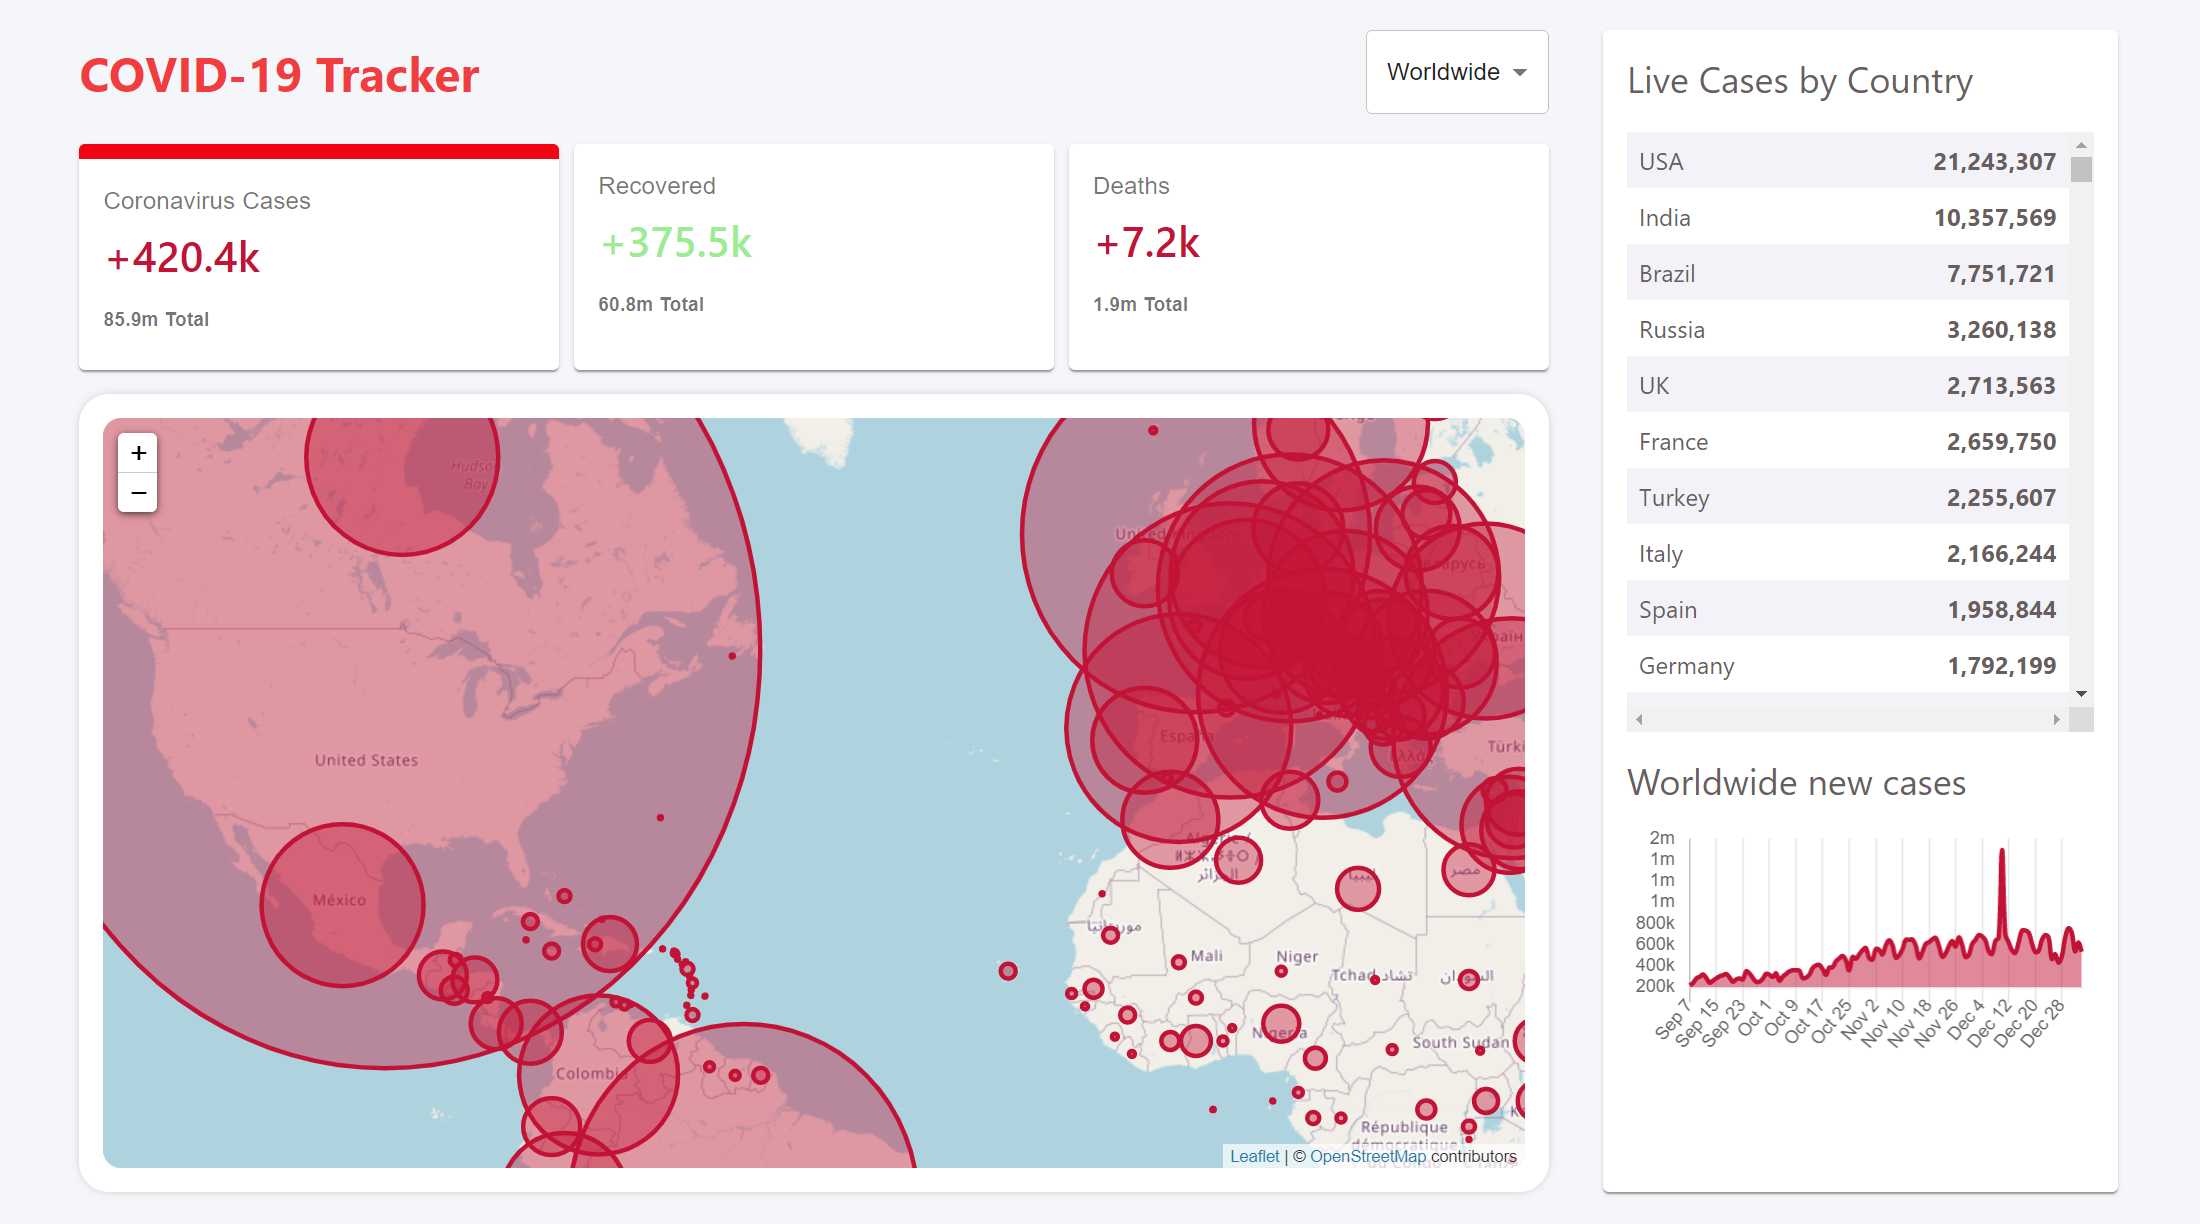 COVID-19 Tracker
Worldwide
Coronavirus Cases
+420.4k
85.9m Total
Recovered
+375.5k
60.8m Total
Deaths
+7.2k
1.9m Total
+
−
Hudson
Bay
United States
México
Colombia
United Kingdom
España
Ελλάς
ليبيا
مصر
الجزائر
موريتانيا
Mali
Niger
Tchad تشاد
السودان
Nigeria
South Sudan
République
démocratique
du Congo
Leaflet | © OpenStreetMap contributors
Live Cases by Country
USA 21,243,307
India 10,357,569
Brazil 7,751,721
Russia 3,260,138
UK 2,713,563
France 2,659,750
Turkey 2,255,607
Italy 2,166,244
Spain 1,958,844
Germany 1,792,199
Worldwide new cases
2m
1m
1m
1m
800k
600k
400k
200k
Sep 7
Sep 15
Sep 23
Oct 1
Oct 9
Oct 17
Oct 25
Nov 2
Nov 10
Nov 18
Nov 26
Dec 4
Dec 12
Dec 20
Dec 28